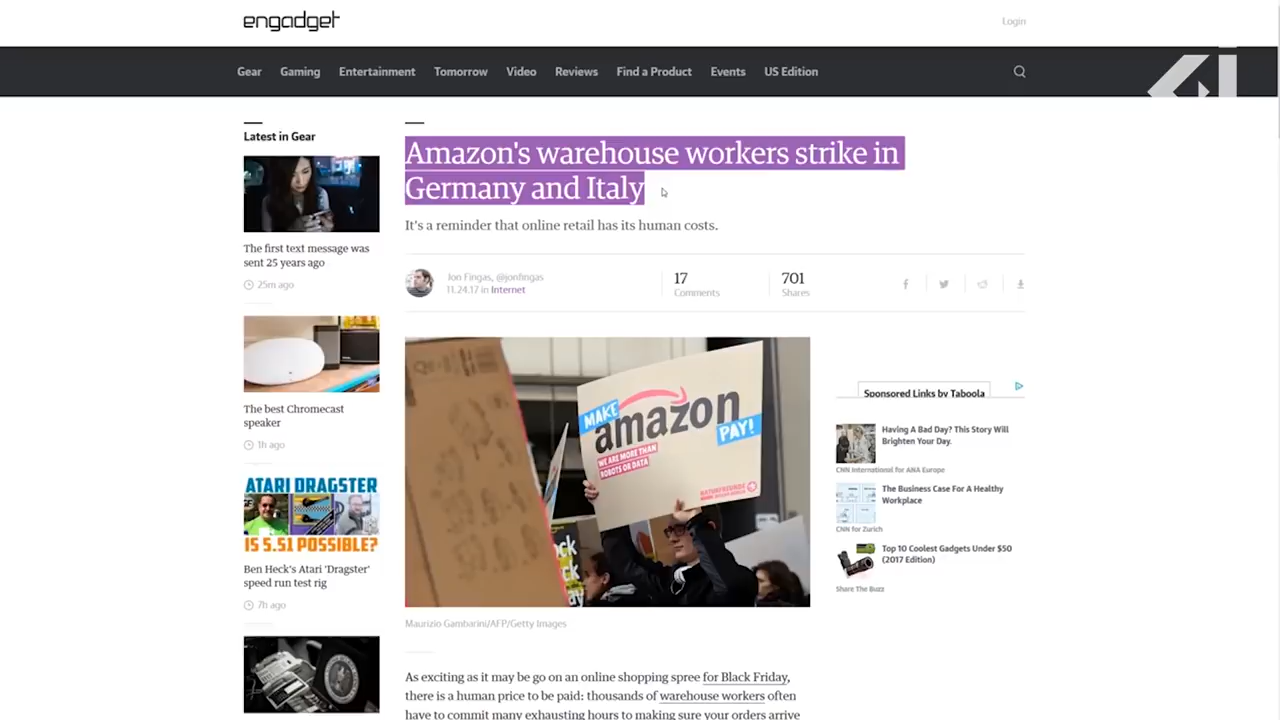 engadget
Login
Gear Gaming Entertainment Tomorrow Video Reviews Find a Product Events US Edition
Latest in Gear
The first text message was
sent 25 years ago
25m ago
The best Chromecast
speaker
1h ago
ATARI DRAGSTER
IS 5.51 POSSIBLE?
Ben Heck's Atari 'Dragster'
speed run test rig
7h ago
Amazon's warehouse workers strike in
Germany and Italy
It's a reminder that online retail has its human costs.
Jon Fingas, @jonfingas
11.24.17 in Internet
17
Comments
701
Shares
MAKE
amazon
PAY!
WE ARE MORE THAN
ROBOTS OR DATA
NATURFREUNDE
Maurizio Gambarini/AFP/Getty Images
As exciting as it may be go on an online shopping spree for Black Friday,
there is a human price to be paid: thousands of warehouse workers often
have to commit many exhausting hours to making sure your orders arrive
Sponsored Links by Taboola
Having A Bad Day? This Story Will
Brighten Your Day.
CNN International for ANA Europe
The Business Case For A Healthy
Workplace
CNN for Zurich
Top 10 Coolest Gadgets Under $50
(2017 Edition)
Share The Buzz